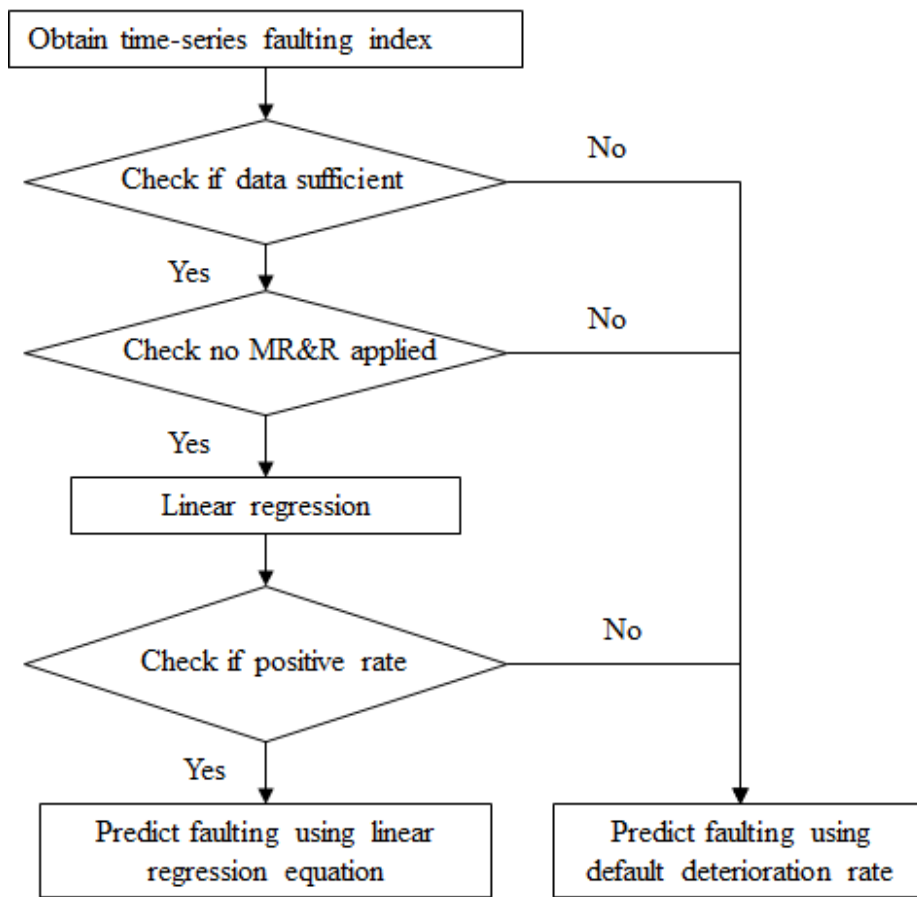 Obtain time-series faulting index
No
Check if data sufficient
Yes
No
Check no MR&R applied
Yes
Linear regression
No
Check if positive rate
Yes
Predict faulting using linear
regression equation
Predict faulting using
default deterioration rate